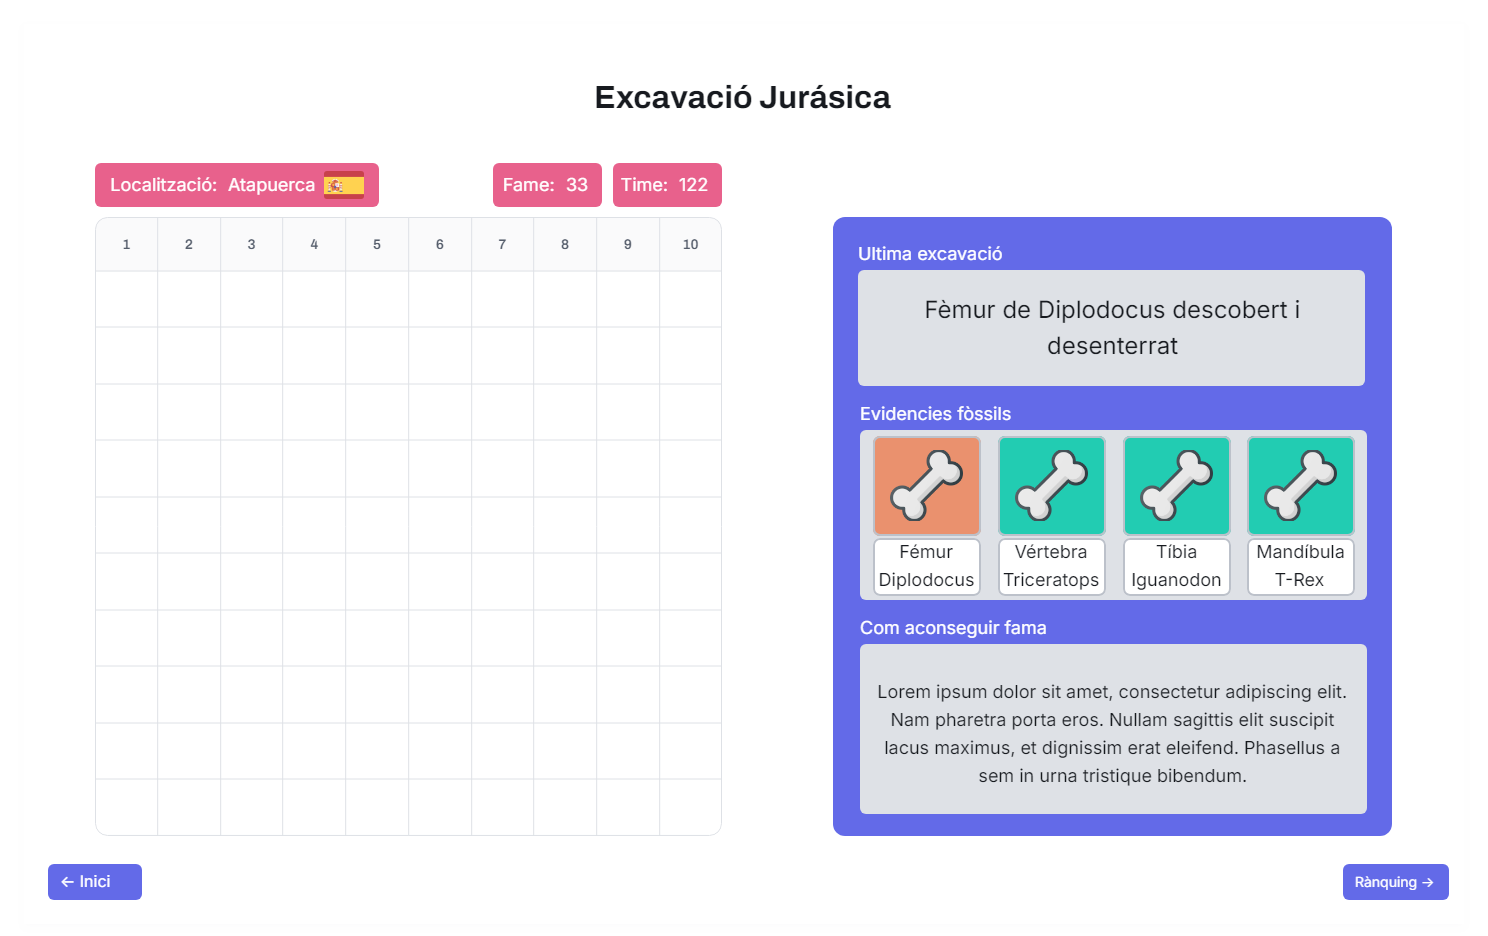 Excavació Jurásica
Localització: Atapuerca
Fame: 33
Time: 122
1 2 3 4 5 6 7 8 9 10
Ultima excavació
Fèmur de Diplodocus descobert i
desenterrat
Evidencies fòssils
Fémur
Diplodocus
Vértebra
Triceratops
Tíbia
Iguanodon
Mandíbula
T-Rex
Com aconseguir fama
Lorem ipsum dolor sit amet, consectetur adipiscing elit.
Nam pharetra porta eros. Nullam sagittis elit suscipit
lacus maximus, et dignissim erat eleifend. Phasellus a
sem in urna tristique bibendum.
← Inici
Rànquing →